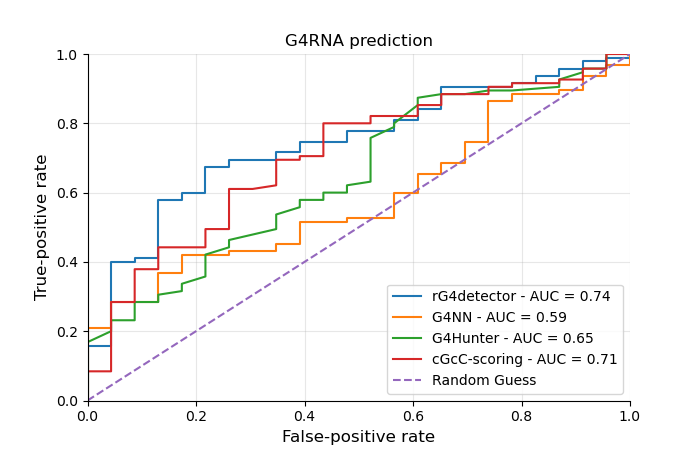 G4RNA prediction
1.0
0.8
0.6
0.4
0.2
0.0
True-positive rate
rG4detector - AUC = 0.74
G4NN - AUC = 0.59
G4Hunter - AUC = 0.65
cGcC-scoring - AUC = 0.71
Random Guess
0.0 0.2 0.4 0.6 0.8 1.0
False-positive rate